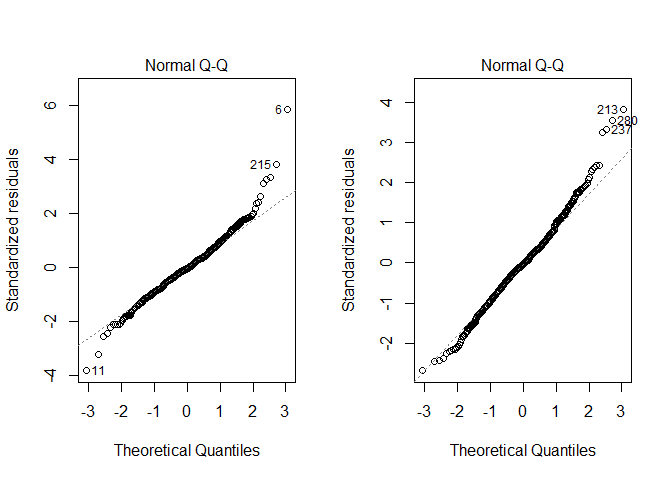 Normal Q-Q
6
4
2
0
-2
-4
Standardized residuals
6
215
11
-3 -2 -1 0 1 2 3
Theoretical Quantiles
Normal Q-Q
4
3
2
1
0
-1
-2
Standardized residuals
213
280
237
-3 -2 -1 0 1 2 3
Theoretical Quantiles